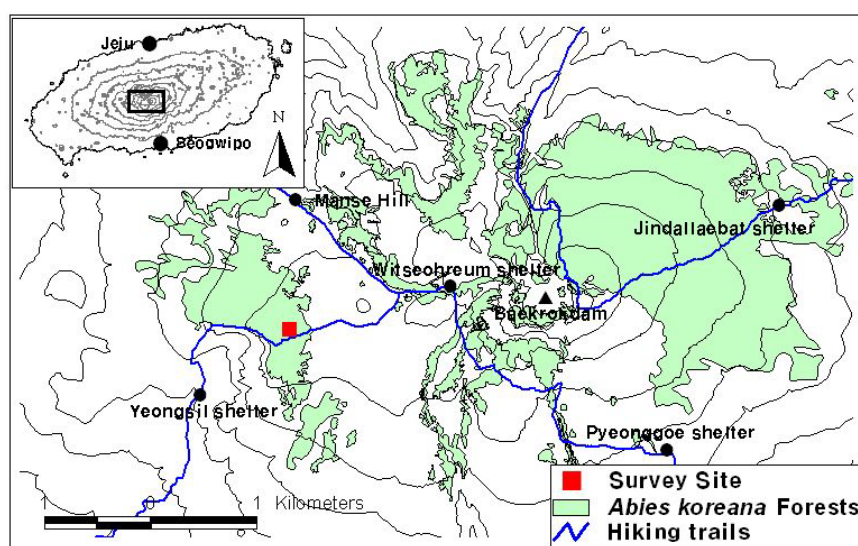 Jeju
Seogwipo
N
Manse Hill
Jindallaebat shelter
Witseohreum shelter
Baekrokdam
Yeongsil shelter
Pyeonggoe shelter
1 0 1 Kilometers
Survey Site
Abies koreana Forests
Hiking trails